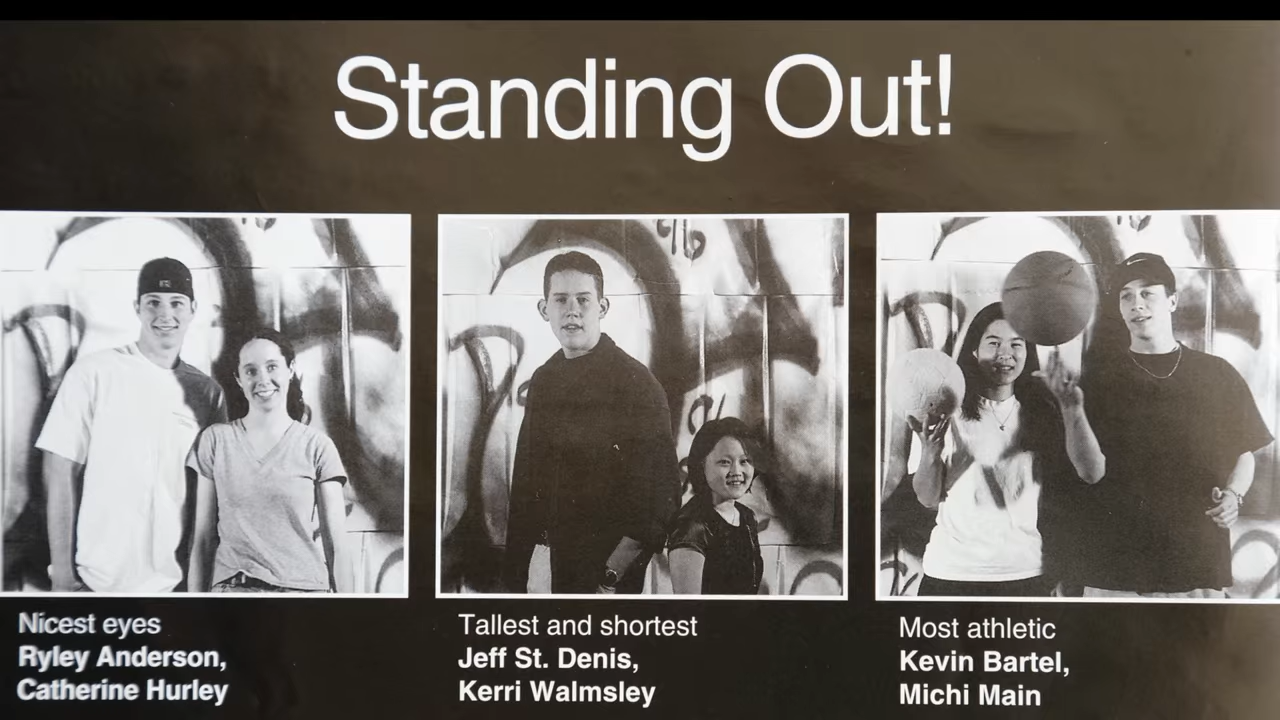 Standing Out!
96
Nicest eyes
Ryley Anderson,
Catherine Hurley
Tallest and shortest
Jeff St. Denis,
Kerri Walmsley
Most athletic
Kevin Bartel,
Michi Main